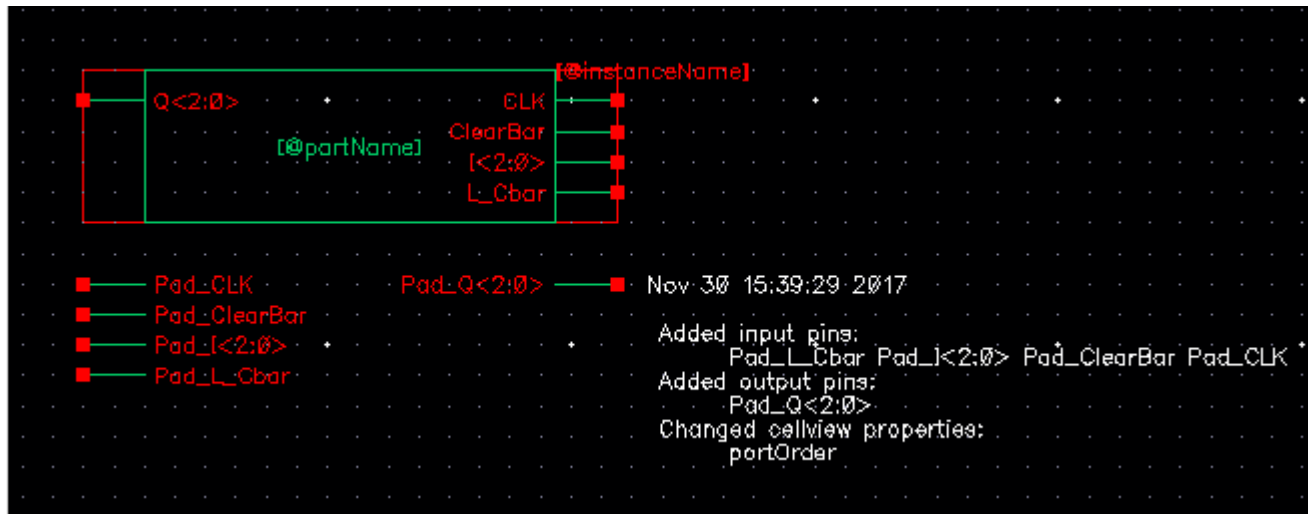 [@instanceName]
Q<2:0> CLK
ClearBar
[@partName]
I<2:0>
L_Cbar
Pad_CLK Pad_Q<2:0> Nov 30 15:39:29 2017
Pad_ClearBar
Pad_I<2:0>
Pad_L_Cbar
Added input pins:
Pad_L_Cbar Pad_I<2:0> Pad_ClearBar Pad_CLK
Added output pins:
Pad_Q<2:0>
Changed cellview properties:
portOrder